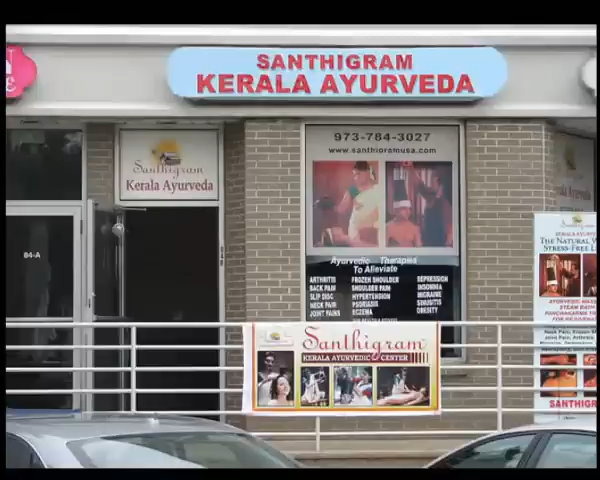 SANTHIGRAM
KERALA AYURVEDA
Santhigram
Kerala Ayurveda
973-784-3027
www.santhigramusa.com
Ayurvedic Therapies
To Alleviate
ARTHRITIS
BACK PAIN
SLIP DISC
NECK PAIN
JOINT PAINS
FROZEN SHOULDER
SHOULDER PAIN
HYPERTENSION
PSORIASIS
ECZEMA
DEPRESSION
INSOMNIA
MIGRAINE
SINUSITIS
OBESITY
84-A
Santhigram
KERALA AYURVEDIC CENTER
THE NATURAL
STRESS-FREE
STEAM BATH
SANTHIGR